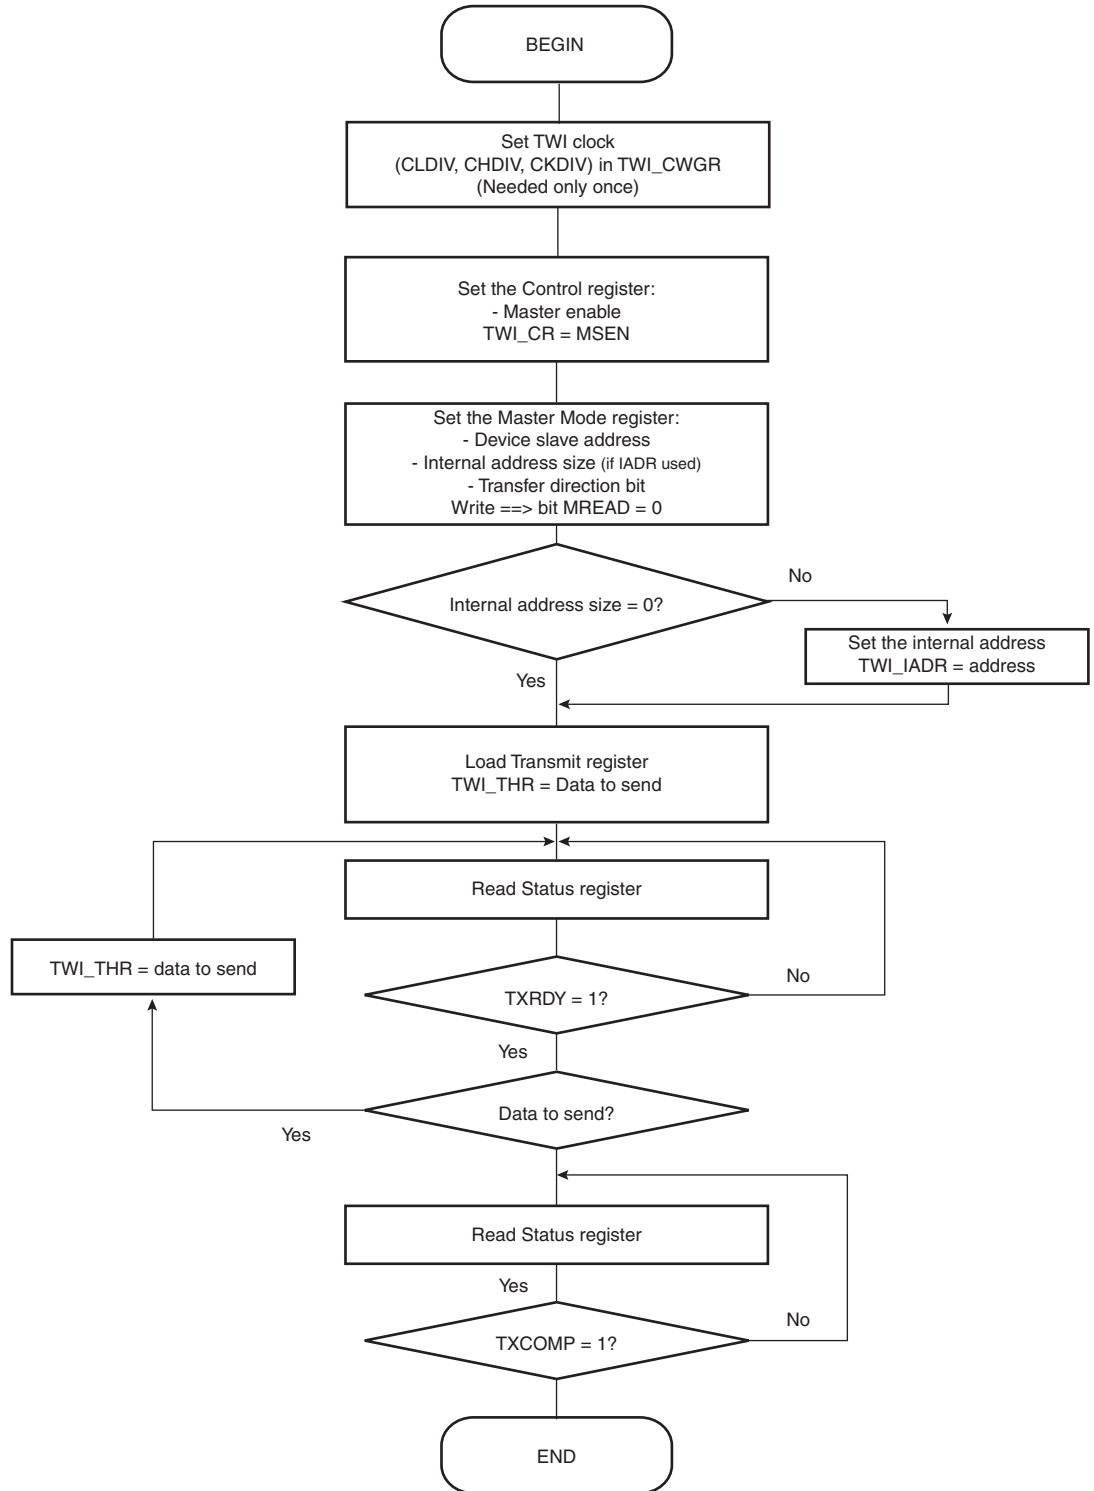 BEGIN
Set TWI clock
(CLDIV, CHDIV, CKDIV) in TWI_CWGR
(Needed only once)
Set the Control register:
- Master enable
TWI_CR = MSEN
Set the Master Mode register:
- Device slave address
- Internal address size (if IADR used)
- Transfer direction bit
Write ==> bit MREAD = 0
No
Internal address size = 0?
Set the internal address
TWI_IADR = address
Yes
Load Transmit register
TWI_THR = Data to send
Read Status register
TWI_THR = data to send
No
TXRDY = 1?
Yes
Data to send?
Yes
Read Status register
Yes
No
TXCOMP = 1?
END